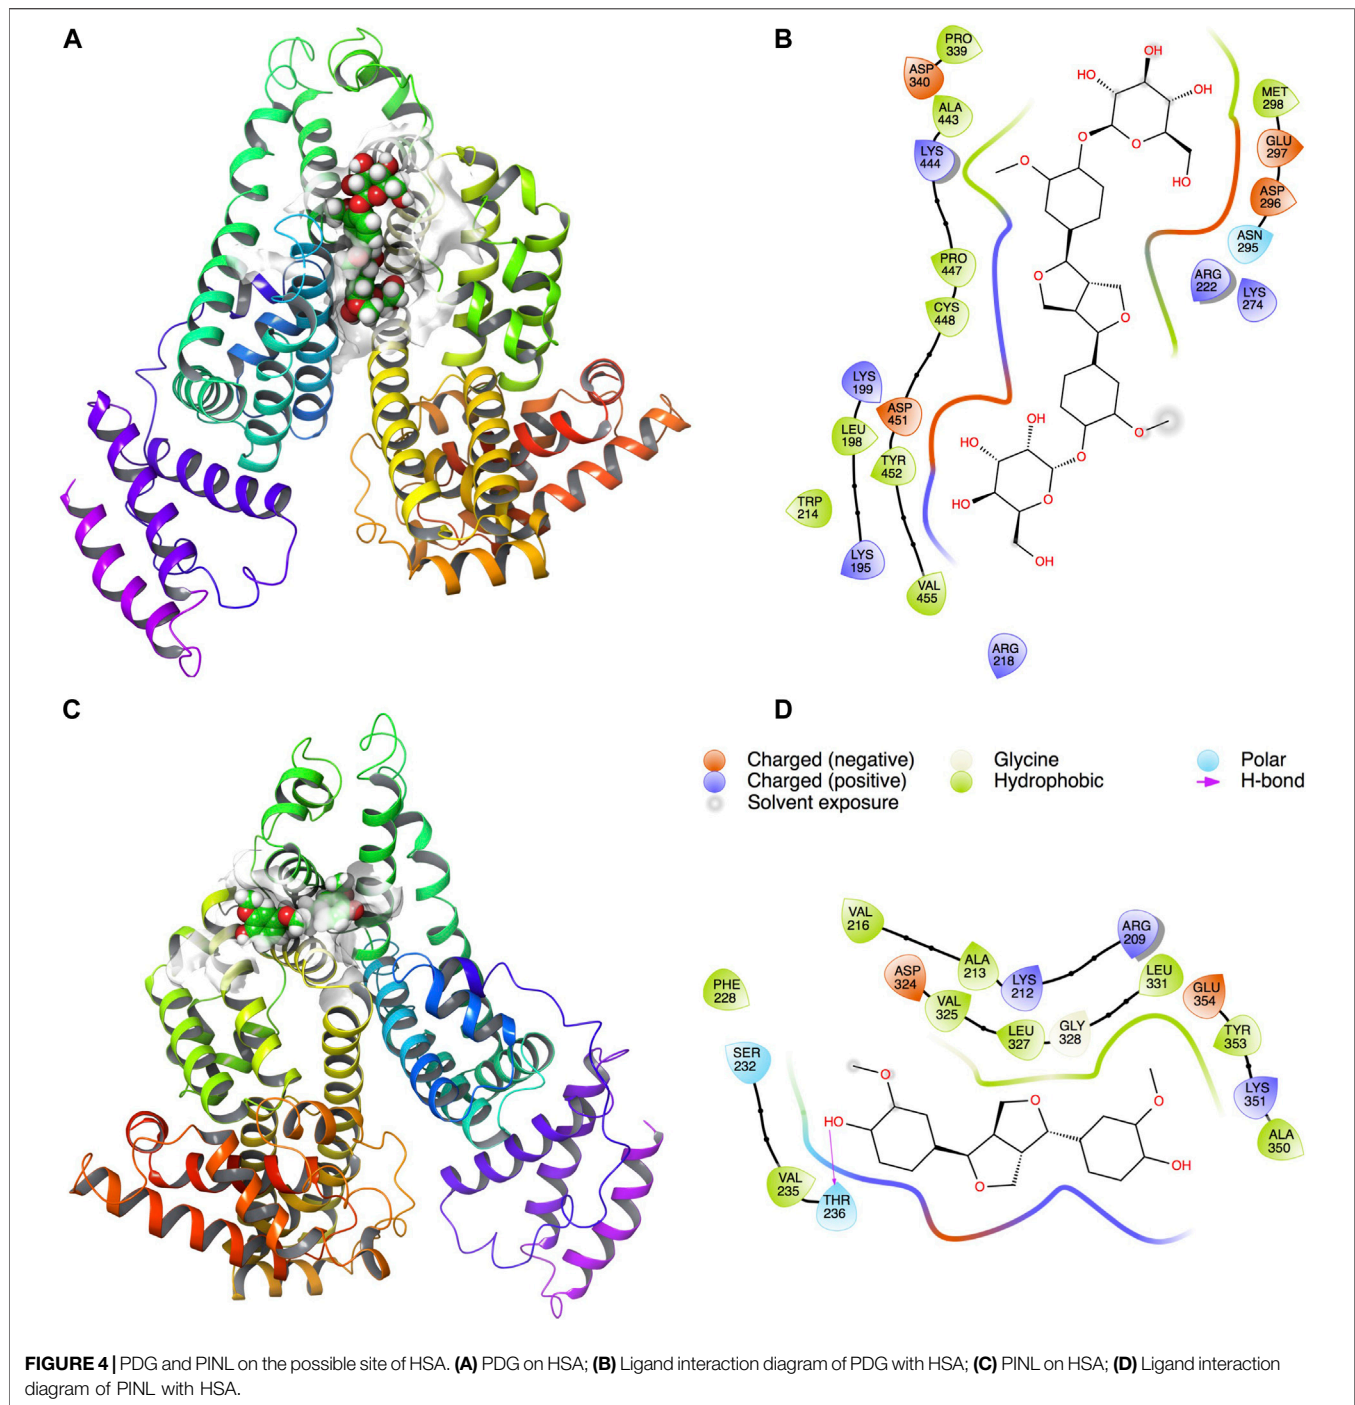 A
B
PRO
339
ASP
340
ALA
443
LYS
444
PRO
447
CYS
448
LYS
199
ASP
451
LEU
198
TYR
452
TRP
214
LYS
195
VAL
455
ARG
218
OH
HO
OH
O
O
O
HO
O
O
O
O
OH
HO
HO
O
HO
OH
MET
298
GLU
297
ASP
296
ASN
295
ARG
222
LYS
274
C
D
Charged (negative)
Charged (positive)
Solvent exposure
Glycine
Hydrophobic
Polar
H-bond
VAL
216
ARG
209
ALA
213
LYS
212
ASP
324
LEU
331
PHE
228
VAL
325
GLU
354
LEU
327
GLY
328
TYR
353
SER
232
LYS
351
ALA
350
VAL
235
THR
236
O
HO
O
O
O
OH
FIGURE 4 | PDG and PINL on the possible site of HSA. (A) PDG on HSA; (B) Ligand interaction diagram of PDG with HSA; (C) PINL on HSA; (D) Ligand interaction
diagram of PINL with HSA.